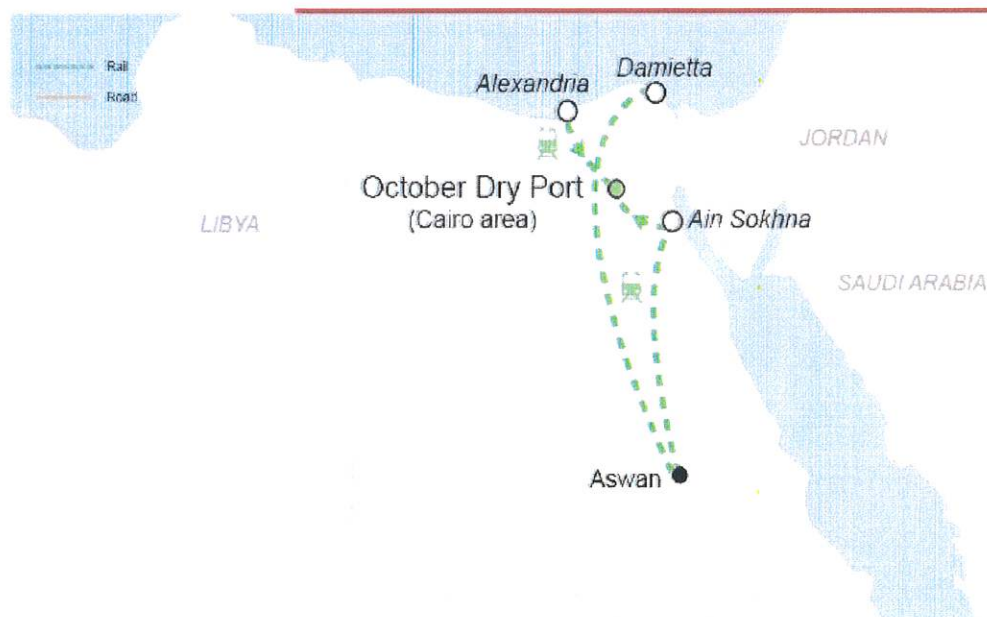 Rail
Road
Alexandria
Damietta
JORDAN
October Dry Port
(Cairo area)
Ain Sokhna
LIBYA
SAUDI ARABIA
Aswan